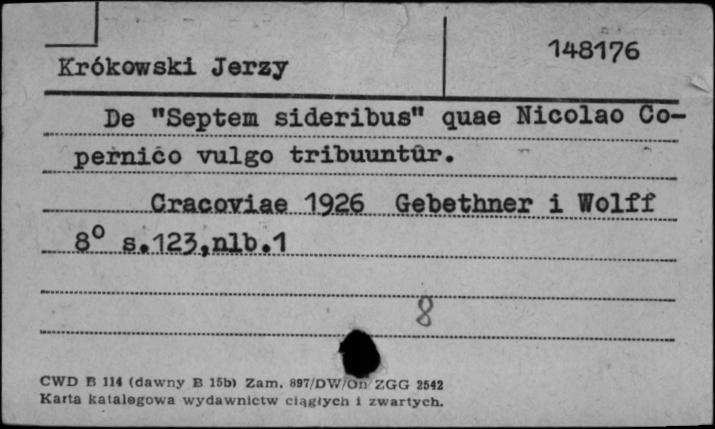 148176
Krókowski Jerzy
De "Septem sideribus" quae Nicolao Co-
pernico vulgo tribuuntur.
Cracoviae 1926 Gebethner i Wolff
8° s.123,nlb.1
8
CWD B 114 (dawny B 15b) Zam. 897/DW/On ZGG 2542
Karta katalogowa wydawnictw ciągłych i zwartych.